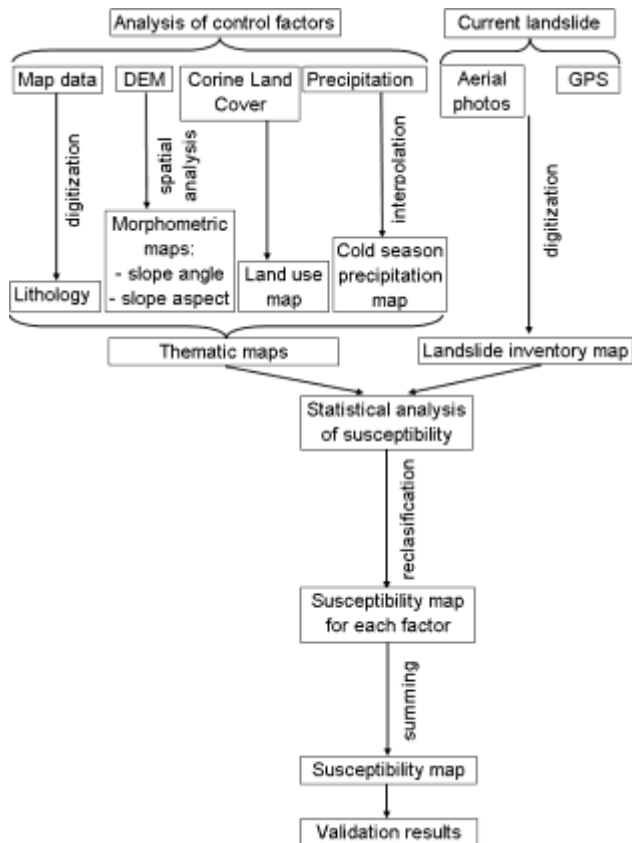 Analysis of control factors
Current landslide
Map data
DEM
Corine Land
Cover
Precipitation
Aerial
photos
GPS
digitization
spatial
analysis
interpolation
digitization
Morphometric
maps:
- slope angle
- slope aspect
Lithology
Land use
map
Cold season
precipitation
map
Thematic maps
Landslide inventory map
Statistical analysis
of susceptibility
reclasification
Susceptibility map
for each factor
summing
Susceptibility map
Validation results